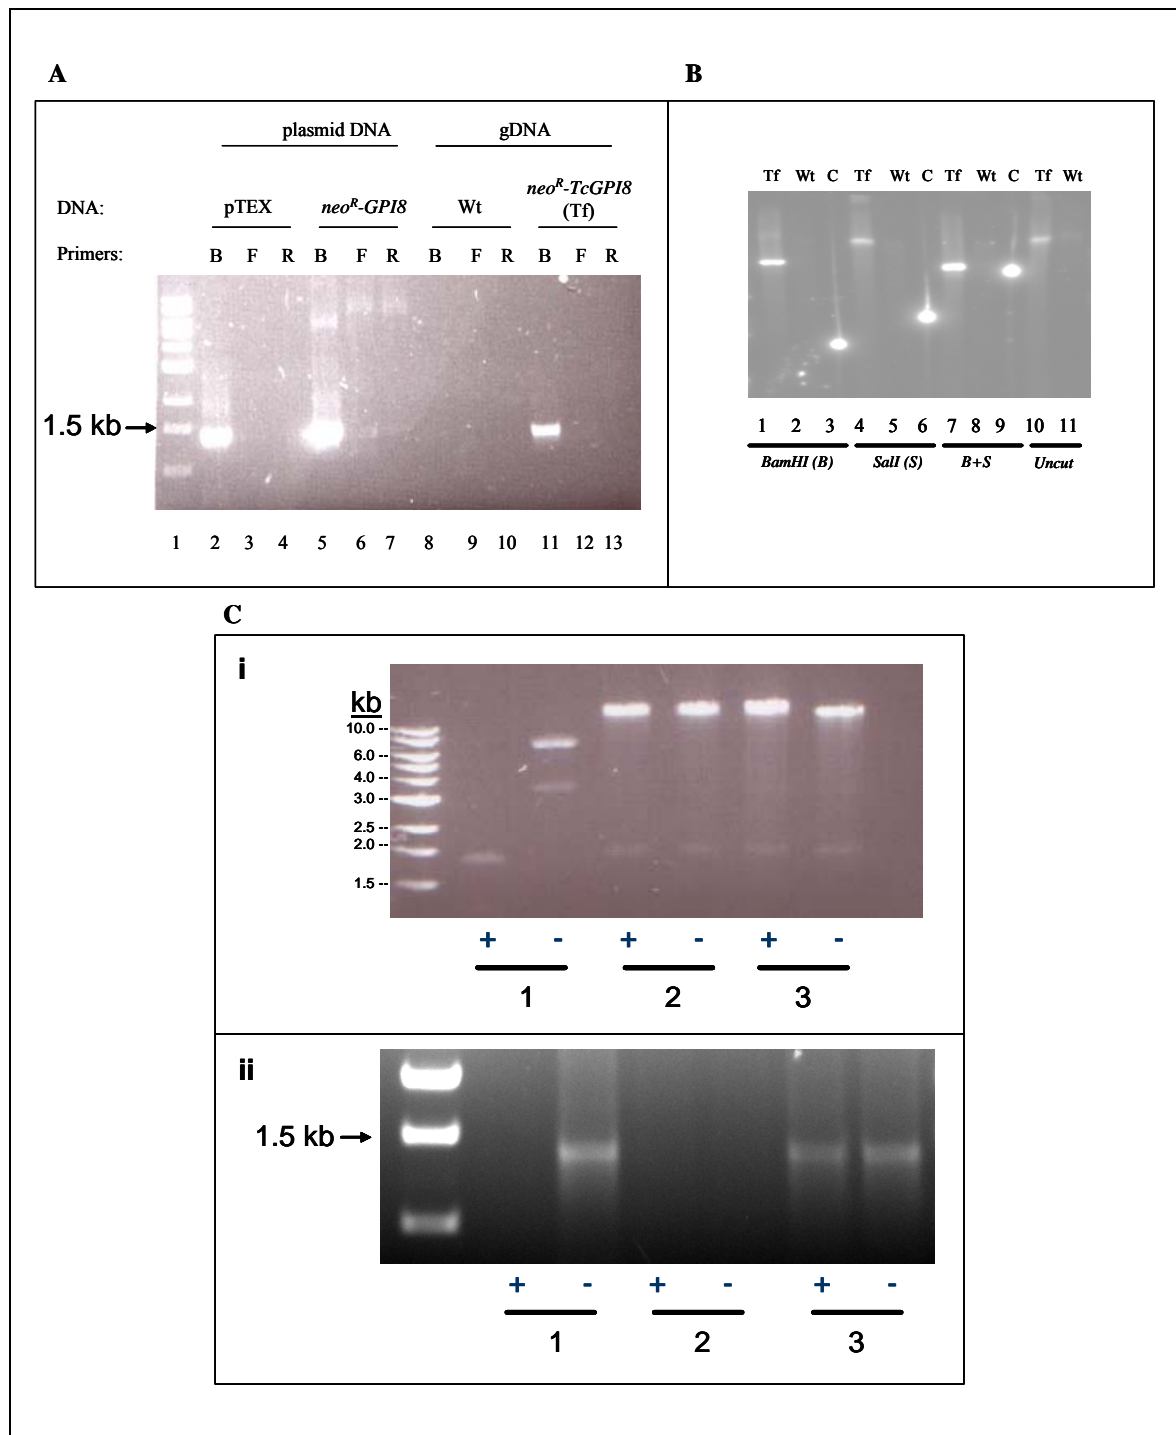 A
plasmid DNA gDNA
DNA: pTEX neoR-GPI8 Wt neoR-TcGPI8 (Tf)
Primers: B F R B F R B F R B F R
1.5 kb
1 2 3 4 5 6 7 8 9 10 11 12 13
B
Tf Wt C Tf Wt C Tf Wt C Tf Wt
1 2 3 4 5 6 7 8 9 10 11
BamHI (B) SalI (S) B+S Uncut
C
i
kb
10.0 --
6.0 --
4.0 --
3.0 --
2.5 --
2.0 --
1.5 --
+ - + - + -
1 2 3
ii
1.5 kb
+ - + - + -
1 2 3